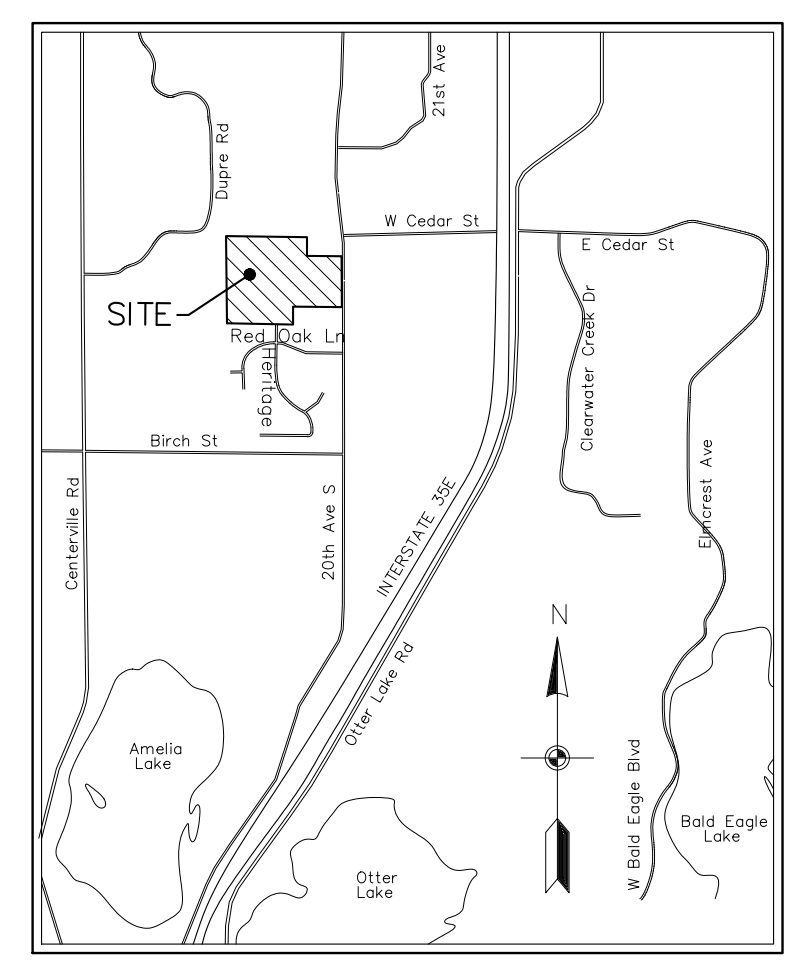 21st Ave
Dupre Rd
W Cedar St
E Cedar St
SITE
Red Oak Ln
Heritage
Clearwater Creek Dr
Birch St
Elmcrest Ave
Centerville Rd
20th Ave S
INTERSTATE 35E
N
Otter Lake Rd
Amelia
Lake
W Bald Eagle Blvd
Bald Eagle
Lake
Otter
Lake